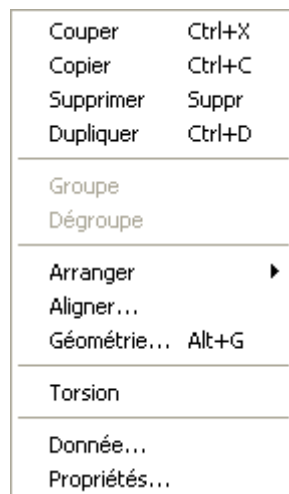 Couper Ctrl+X
Copier Ctrl+C
Supprimer Suppr
Dupliquer Ctrl+D
Groupe
Dégroupe
Arranger
Aligner...
Géométrie... Alt+G
Torsion
Donnée...
Propriétés...